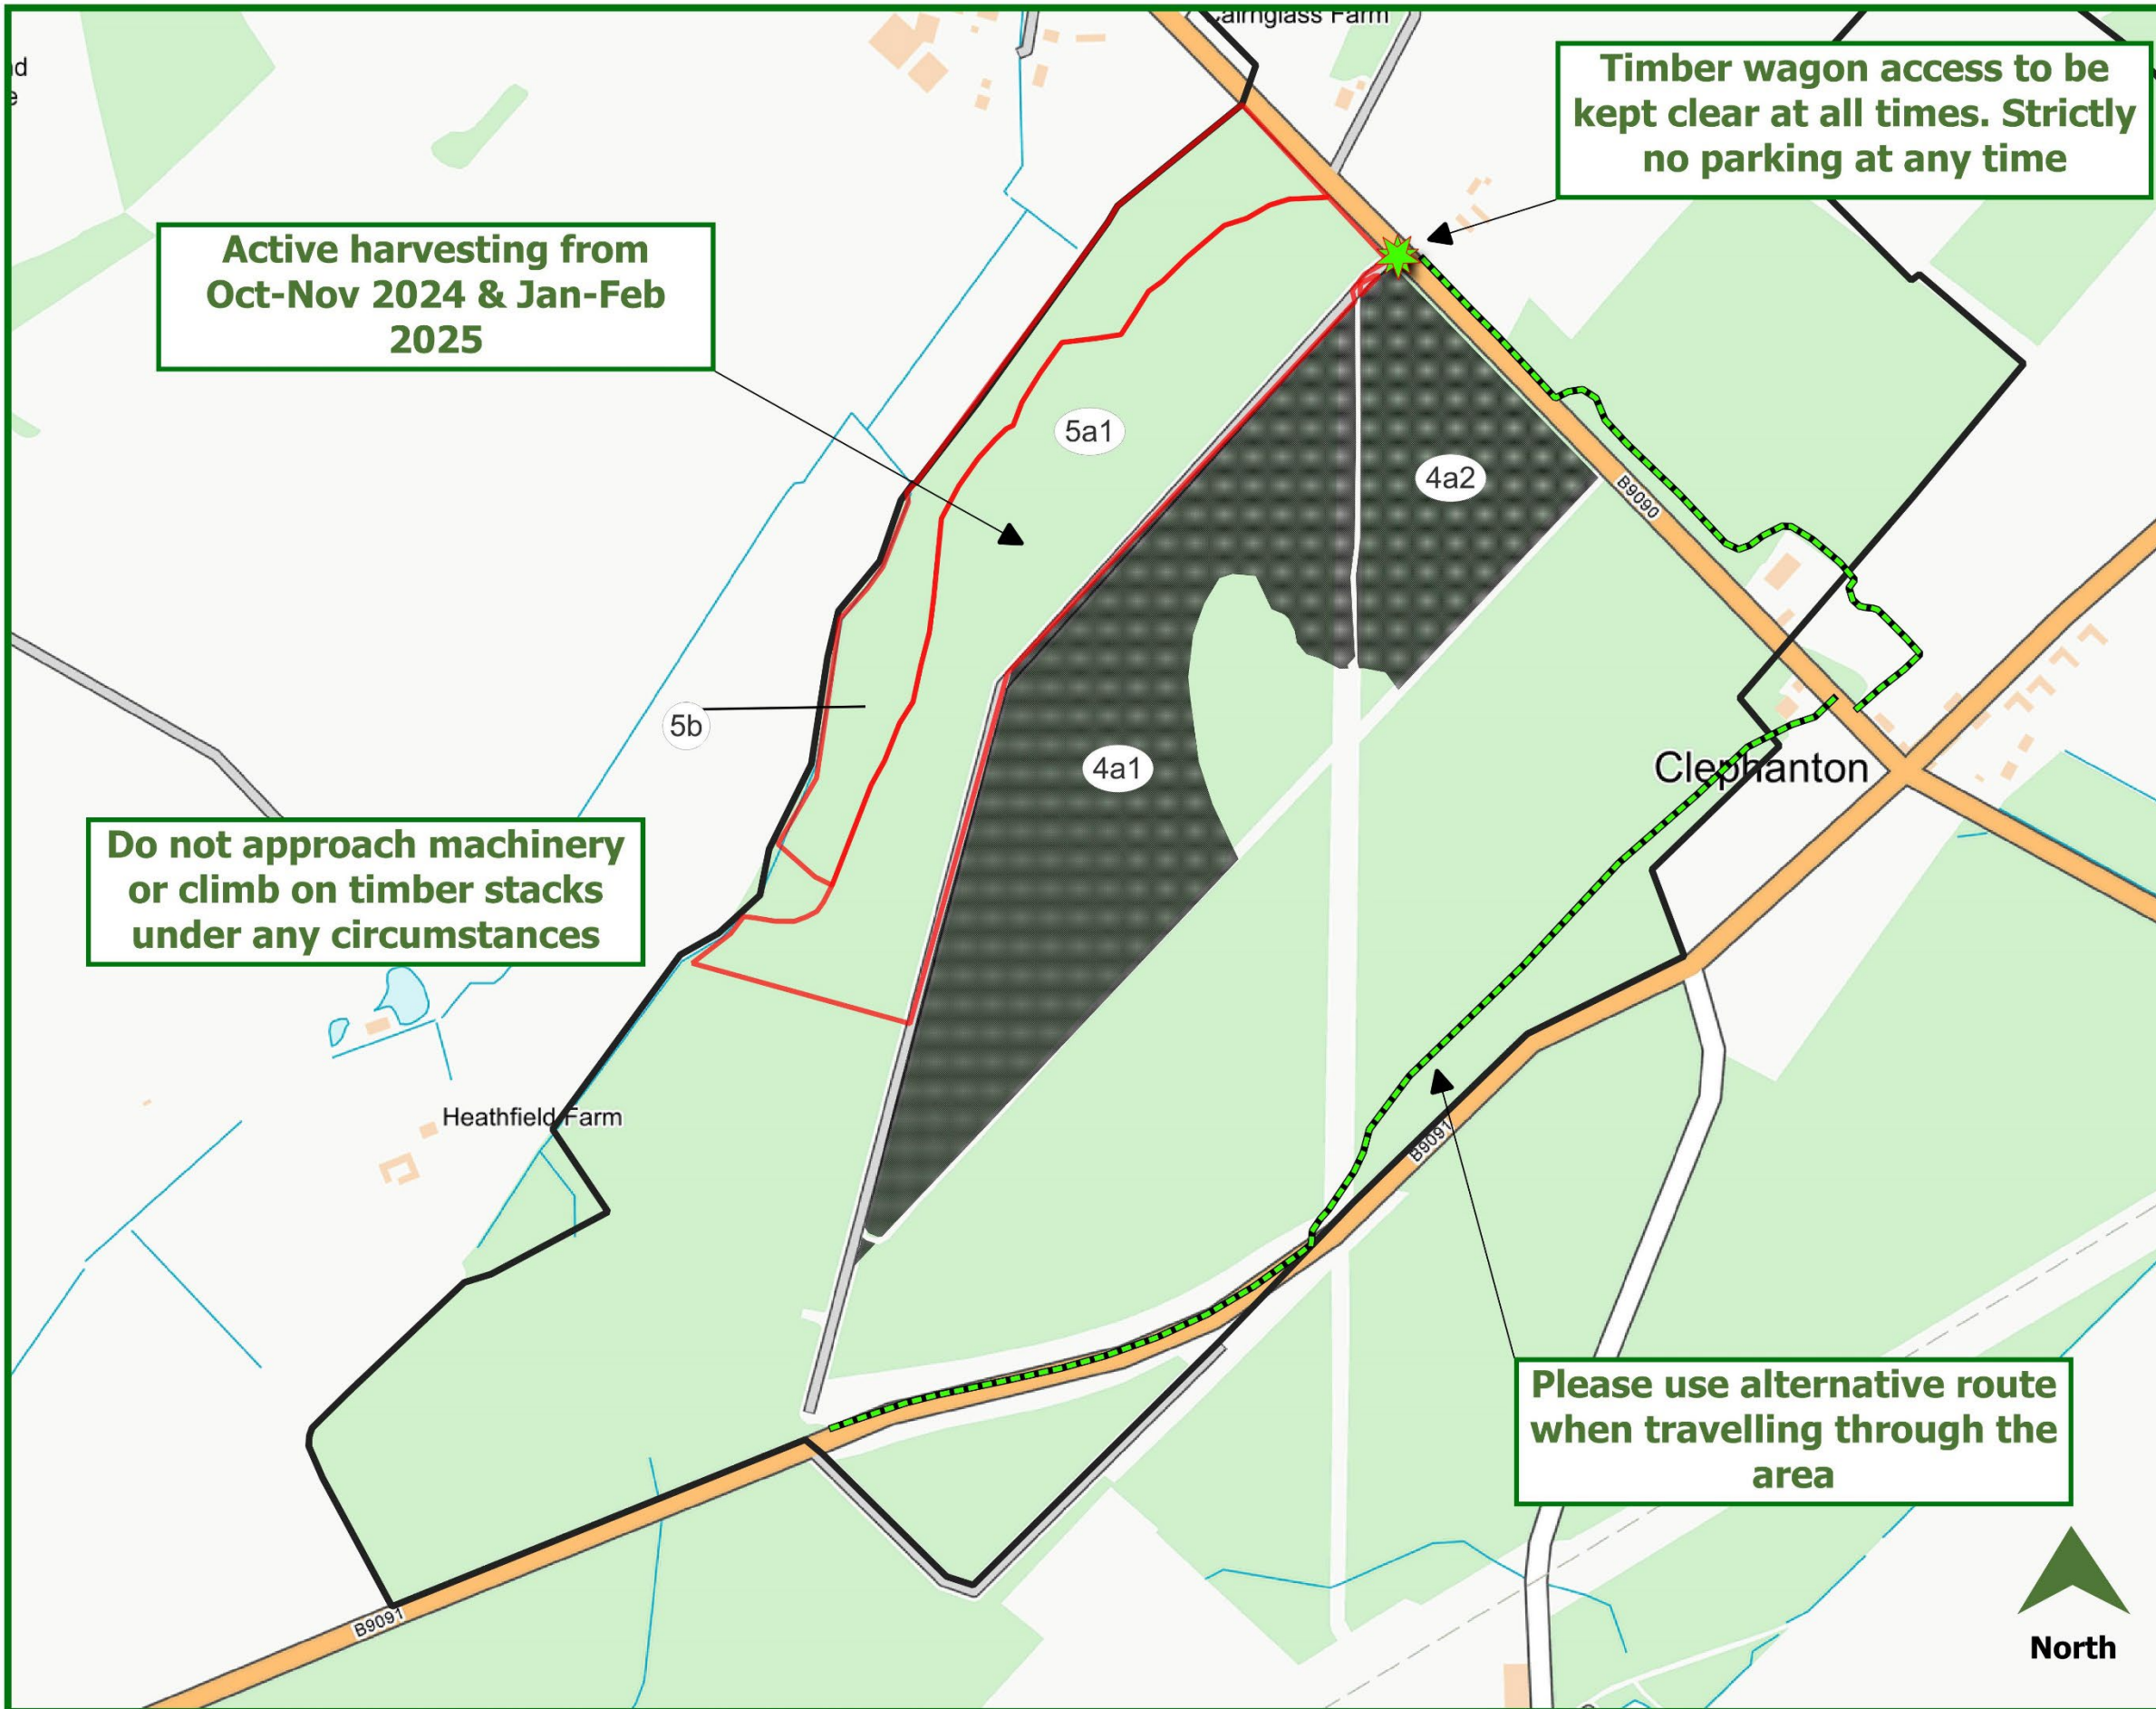 Cairnglass Farm
Timber wagon access to be
kept clear at all times. Strictly
no parking at any time
Active harvesting from
Oct-Nov 2024 & Jan-Feb
2025
5a1
4a2
B9090
5b
4a1
Clephanton
Do not approach machinery
or climb on timber stacks
under any circumstances
Heathfield Farm
B9091
Please use alternative route
when travelling through the
area
B9091
North